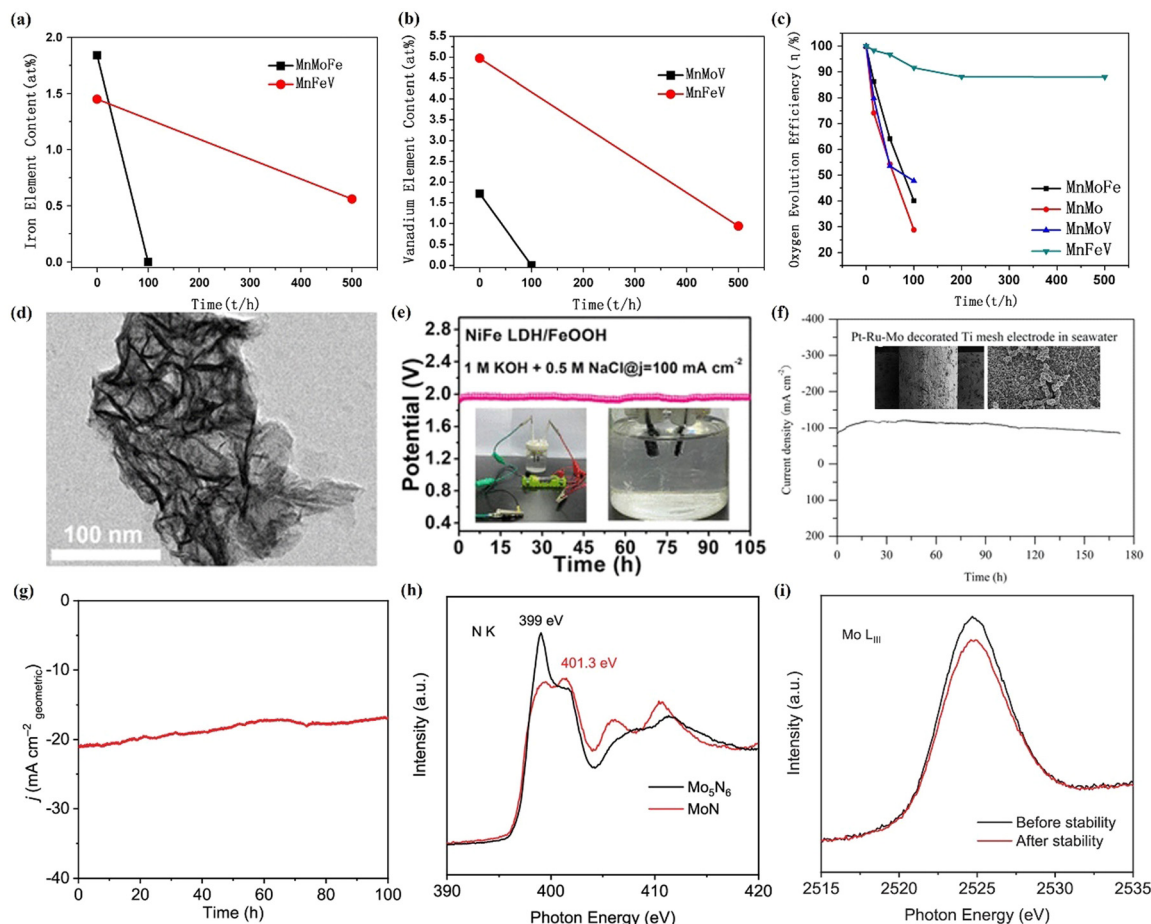 (a)
2.0
1.5
1.0
0.5
0.0
Iron Element Content(at%)
MnMoFe
MnFeV
0 100 200 300 400 500
Time(t/h)
(b)
5.5
5.0
4.5
4.0
3.5
3.0
2.5
2.0
1.5
1.0
0.5
0.0
Vanadium Element Content(at%)
MnMoV
MnFeV
0 100 200 300 400 500
Time(t/h)
(c)
100
90
80
70
60
50
40
30
20
Oxygen Evolution Efficiency(η/%)
MnMoFe
MnMo
MnMoV
MnFeV
0 100 200 300 400 500
Time(t/h)
(d)
100 nm
(e)
2.8
2.4
2.0
1.6
1.2
0.8
0.4
Potential (V)
NiFe LDH/FeOOH
1 M KOH + 0.5 M NaCl@j=100 mA cm⁻²
0 15 30 45 60 75 90 105
Time (h)
(f)
-400
-300
-200
-100
0
100
200
Current density (mA cm⁻²)
Pt-Ru-Mo decorated Ti mesh electrode in seawater
0 30 60 90 120 150 180
Time (h)
(g)
0
-10
-20
-30
-40
j (mA cm⁻² geometric)
0 20 40 60 80 100
Time (h)
(h)
N K
399 eV
401.3 eV
Intensity (a.u.)
Mo₅N₆
MoN
390 400 410 420
Photon Energy (eV)
(i)
Mo LIII
Intensity (a.u.)
Before stability
After stability
2515 2520 2525 2530 2535
Photon Energy (eV)